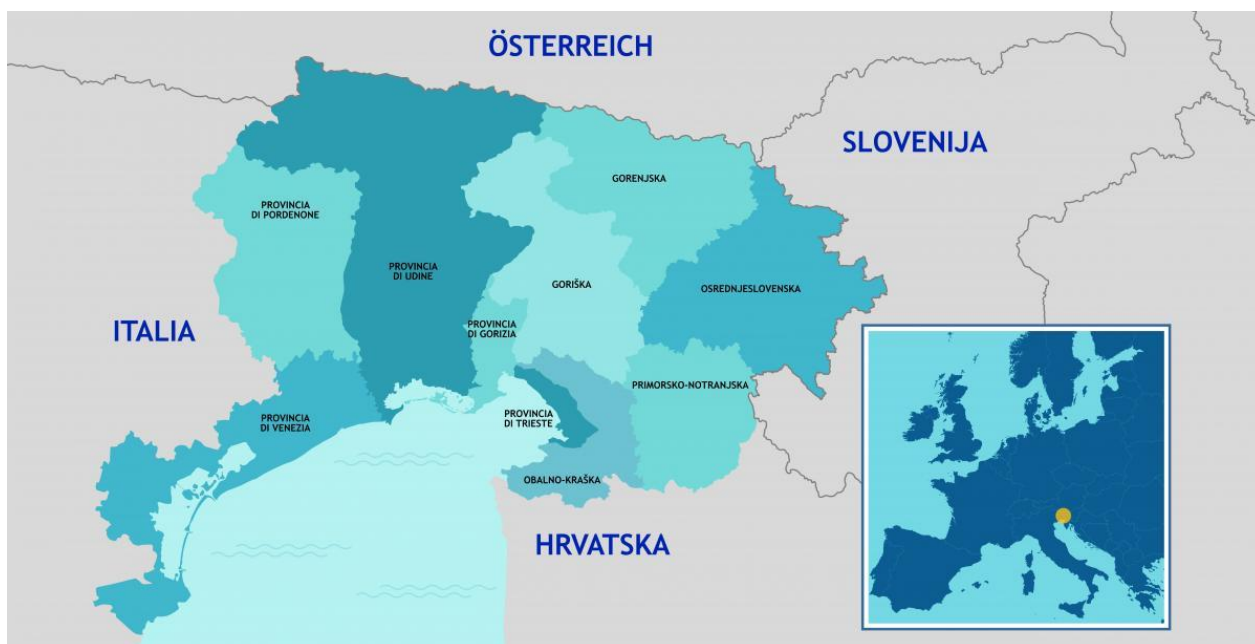 ÖSTERREICH
SLOVENIJA
GORENJSKA
PROVINCIA
DI PORDENONE
PROVINCIA
DI UDINE
GORIŠKA
OSREDNJESLOVENSKA
ITALIA
PROVINCIA
DI GORIZIA
PRIMORSKO-NOTRANJSKA
PROVINCIA
DI VENEZIA
PROVINCIA
DI TRIESTE
OBALNO-KRAŠKA
HRVATSKA